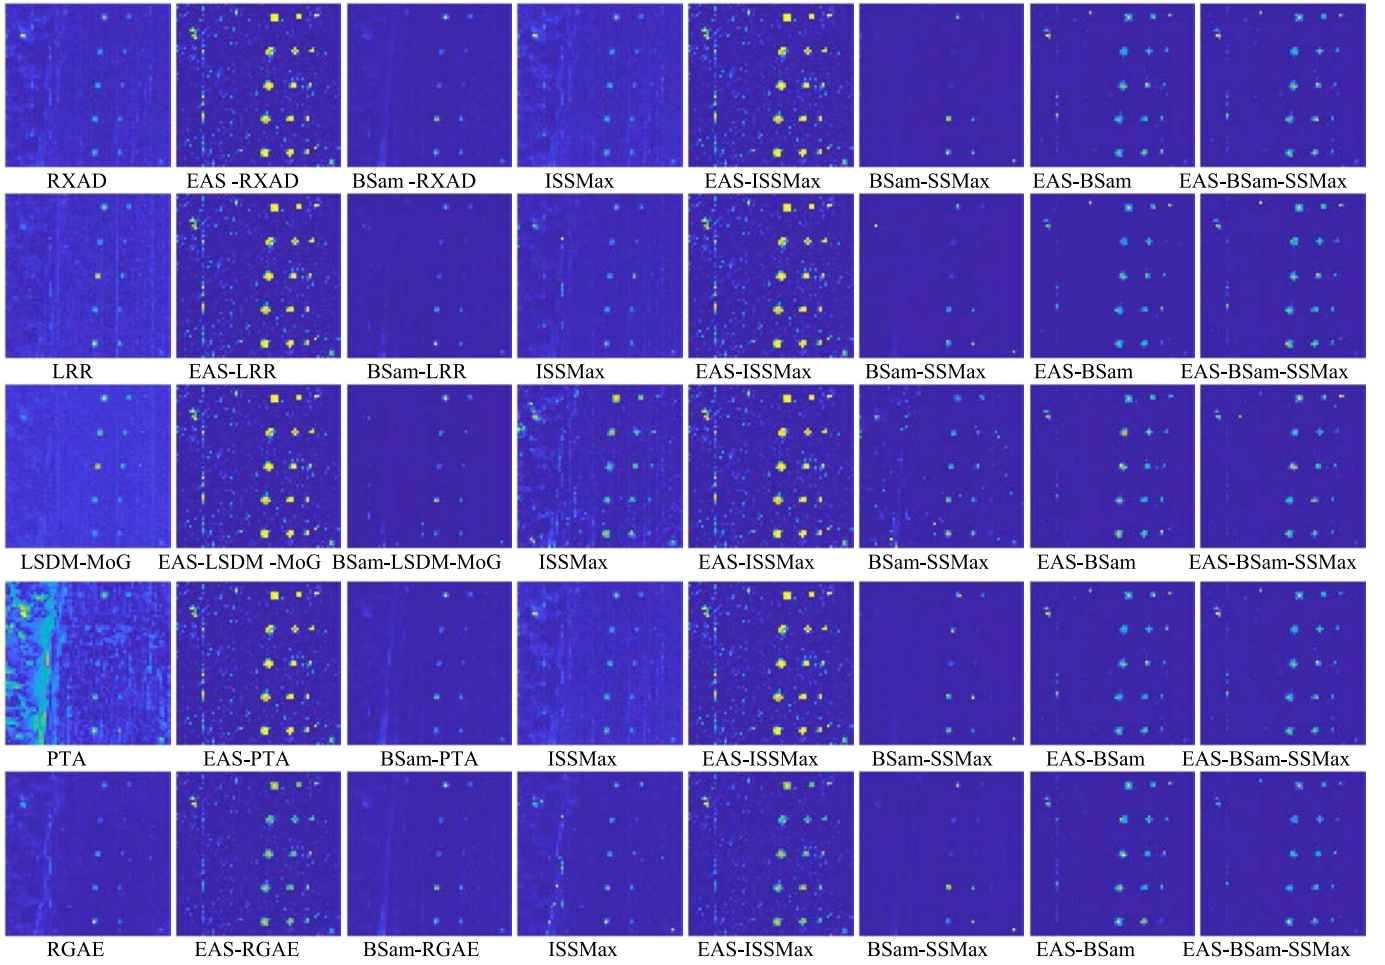 RXAD EAS -RXAD BSam -RXAD ISSMax EAS-ISSMax BSam-SSMax EAS-BSam EAS-BSam-SSMax
LRR EAS-LRR BSam-LRR ISSMax EAS-ISSMax BSam-SSMax EAS-BSam EAS-BSam-SSMax
LSDM-MoG EAS-LSDM -MoG BSam-LSDM-MoG ISSMax EAS-ISSMax BSam-SSMax EAS-BSam EAS-BSam-SSMax
PTA EAS-PTA BSam-PTA ISSMax EAS-ISSMax BSam-SSMax EAS-BSam EAS-BSam-SSMax
RGAE EAS-RGAE BSam-RGAE ISSMax EAS-ISSMax BSam-SSMax EAS-BSam EAS-BSam-SSMax